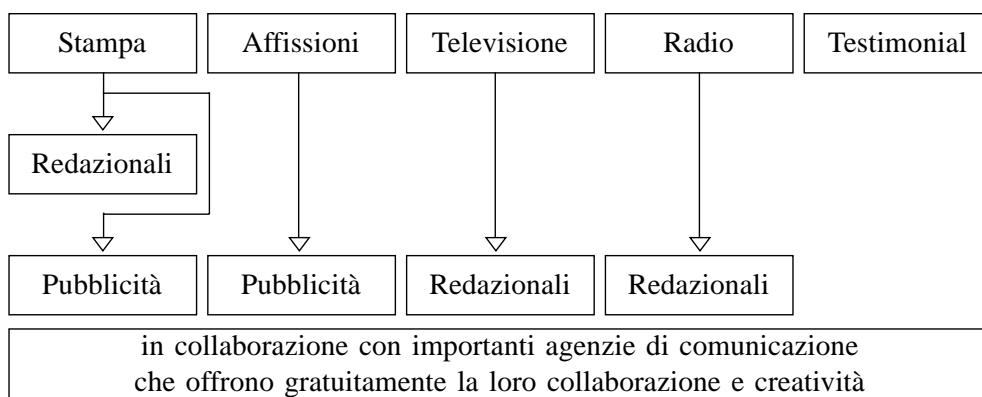 Stampa
Affissioni
Televisione
Radio
Testimonial
Redazionali
Pubblicità
Pubblicità
Redazionali
Redazionali
in collaborazione con importanti agenzie di comunicazione
che offrono gratuitamente la loro collaborazione e creatività